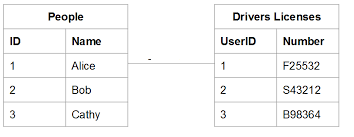 People
ID Name
1 Alice
2 Bob
3 Cathy
-
Drivers Licenses
UserID Number
1 F25532
2 S43212
3 B98364